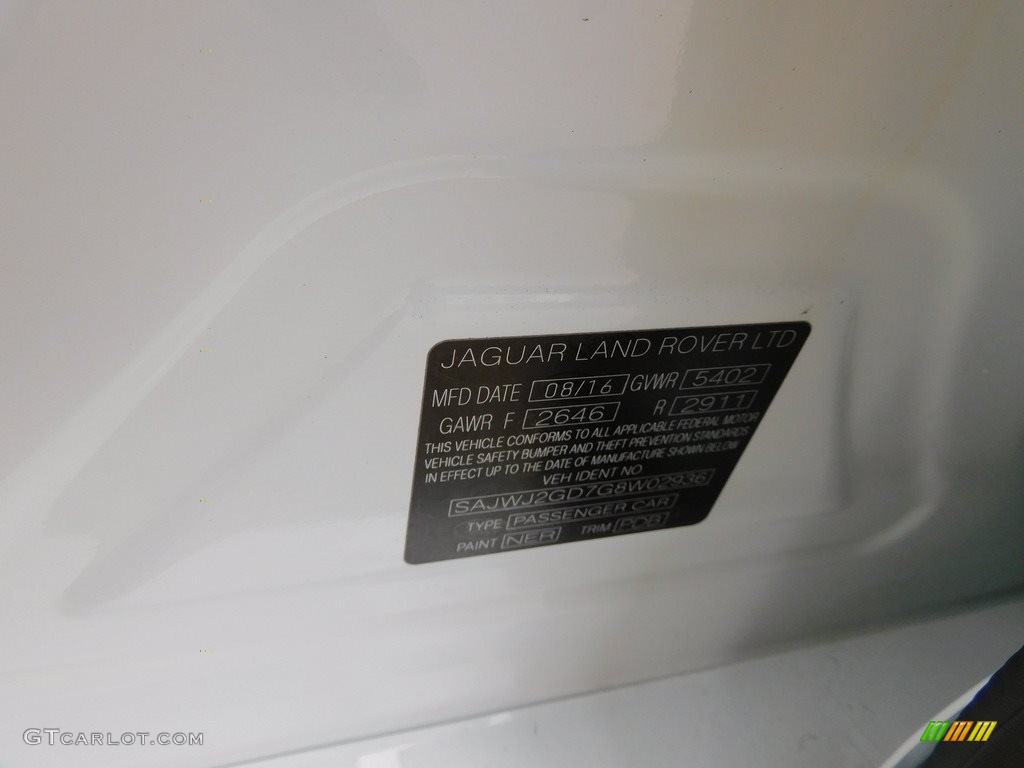 JAGUAR LAND ROVER LTD
MFD DATE 08/16 GVWR 5402
GAWR F 2646 R 2911
THIS VEHICLE CONFORMS TO ALL APPLICABLE FEDERAL MOTOR
VEHICLE SAFETY BUMPER AND THEFT PREVENTION STANDARDS
IN EFFECT UP TO THE DATE OF MANUFACTURE SHOWN BELOW
VEH IDENT NO
SAJWJ2GD7G8W02936
TYPE PASSENGER CAR
PAINT NER TRIM PDB
GTCARLOT.COM